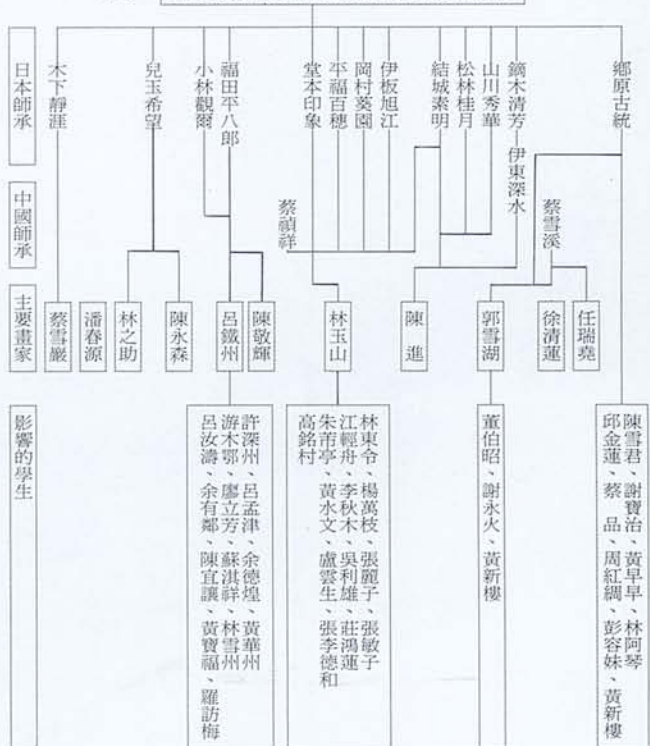 日本師承
鄉原古統
鏑木清芳
伊東深水
山川秀華
松林桂月
結城素明
伊板旭江
岡村葵園
平福百穗
堂本印象
福田平八郎
小林觀爾
兒玉希望
木下靜涯
中國師承
蔡雪溪
蔡禎祥
主要畫家
任瑞堯
徐清蓮
郭雪湖
陳 進
林玉山
陳敬輝
呂鐵州
陳永森
林之助
潘春源
蔡雪巖
影響的學生
陳雪君、謝寶治、黃早早、林阿琴
邱金蓮、蔡 品、周紅綢、彭容妹、黃新樓
董伯昭、謝永火、黃新樓
林東令、楊萬枝、張麗子、張敏子
江輕舟、李秋木、吳利雄、莊鴻蓮
朱芾亭、黃水文、盧雲生、張李德和
高銘村
許深州、呂孟津、余德煌、黃華州
游木鄂、廖立芳、蘇淇祥、林雪州
呂汝濤、余有鄰、陳宜讓、黃寶福、羅訪梅